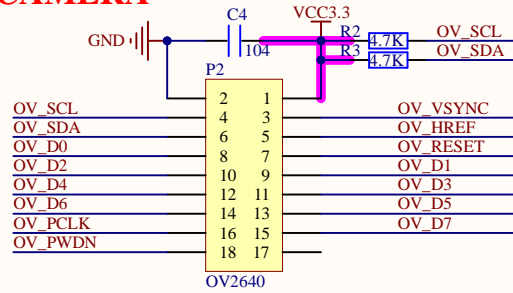 CAMERA
C4
VCC3.3
GND
104
R2
4.7K
OV_SCL
R3
4.7K
OV_SDA
P2
2 1
OV_SCL 4 3 OV_VSYNC
OV_SDA 6 5 OV_HREF
OV_D0 8 7 OV_RESET
OV_D2 10 9 OV_D1
OV_D4 12 11 OV_D3
OV_D6 14 13 OV_D5
OV_PCLK 16 15 OV_D7
OV_PWDN 18 17
OV2640